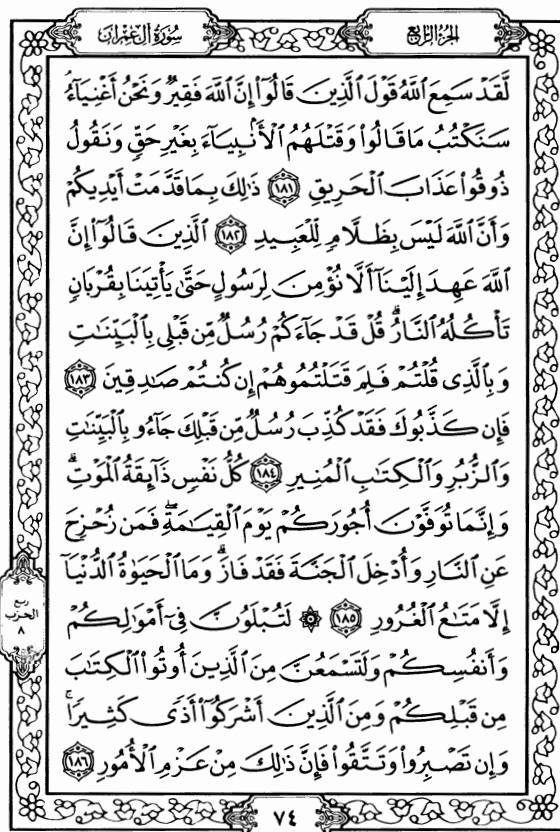 الجزء الرابع
سورة آل عمران
لَّقَدْ سَمِعَ ٱللَّهُ قَوْلَ ٱلَّذِينَ قَالُوٓا۟ إِنَّ ٱللَّهَ فَقِيرٌ وَنَحْنُ أَغْنِيَآءُ
سَنَكْتُبُ مَا قَالُوا۟ وَقَتْلَهُمُ ٱلْأَنۢبِيَآءَ بِغَيْرِ حَقٍّ وَنَقُولُ
ذُوقُوا۟ عَذَابَ ٱلْحَرِيقِ ١٨١ ذَٰلِكَ بِمَا قَدَّمَتْ أَيْدِيكُمْ
وَأَنَّ ٱللَّهَ لَيْسَ بِظَلَّامٍ لِّلْعَبِيدِ ١٨٢ ٱلَّذِينَ قَالُوٓا۟ إِنَّ
ٱللَّهَ عَهِدَ إِلَيْنَآ أَلَّا نُؤْمِنَ لِرَسُولٍ حَتَّىٰ يَأْتِيَنَا بِقُرْبَانٍ
تَأْكُلُهُ ٱلنَّارُ ۗ قُلْ قَدْ جَآءَكُمْ رُسُلٌ مِّن قَبْلِى بِٱلْبَيِّنَٰتِ
وَبِٱلَّذِى قُلْتُمْ فَلِمَ قَتَلْتُمُوهُمْ إِن كُنتُمْ صَٰدِقِينَ ١٨٣
فَإِن كَذَّبُوكَ فَقَدْ كُذِّبَ رُسُلٌ مِّن قَبْلِكَ جَآءُو بِٱلْبَيِّنَٰتِ
وَٱلزُّبُرِ وَٱلْكِتَٰبِ ٱلْمُنِيرِ ١٨٤ كُلُّ نَفْسٍ ذَآئِقَةُ ٱلْمَوْتِ ۗ
وَإِنَّمَا تُوَفَّوْنَ أُجُورَكُمْ يَوْمَ ٱلْقِيَٰمَةِ ۖ فَمَن زُحْزِحَ
عَنِ ٱلنَّارِ وَأُدْخِلَ ٱلْجَنَّةَ فَقَدْ فَازَ ۗ وَمَا ٱلْحَيَوٰةُ ٱلدُّنْيَآ
إِلَّا مَتَٰعُ ٱلْغُرُورِ ١٨٥ ۞ لَتُبْلَوُنَّ فِىٓ أَمْوَٰلِكُمْ
وَأَنفُسِكُمْ وَلَتَسْمَعُنَّ مِنَ ٱلَّذِينَ أُوتُوا۟ ٱلْكِتَٰبَ
مِن قَبْلِكُمْ وَمِنَ ٱلَّذِينَ أَشْرَكُوٓا۟ أَذًى كَثِيرًا ۚ
وَإِن تَصْبِرُوا۟ وَتَتَّقُوا۟ فَإِنَّ ذَٰلِكَ مِنْ عَزْمِ ٱلْأُمُورِ ١٨٦
ربع
الحزب
٨
٧٤